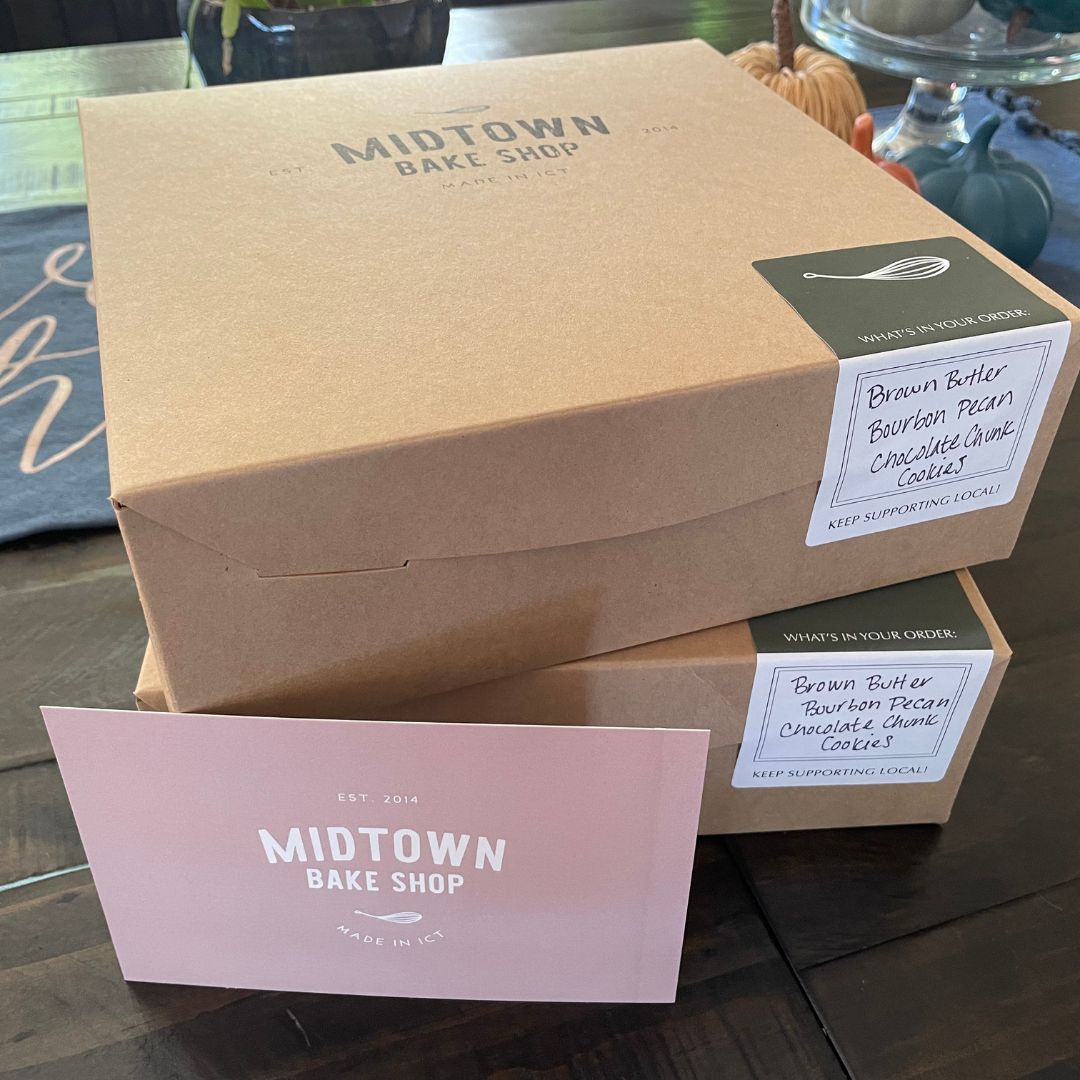 MIDTOWN
EST. BAKE SHOP 2014
MADE IN ICT
WHAT'S IN YOUR ORDER:
Brown Butter
Bourbon Pecan
Chocolate Chunk
Cookies
KEEP SUPPORTING LOCAL!
WHAT'S IN YOUR ORDER:
Brown Butter
Bourbon Pecan
Chocolate Chunk
Cookies
KEEP SUPPORTING LOCAL!
EST. 2014
MIDTOWN
BAKE SHOP
MADE IN ICT